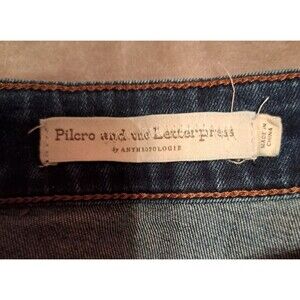 Pilcro and the Letterpress
by ANTHROPOLOGIE
MADE IN
CHINA